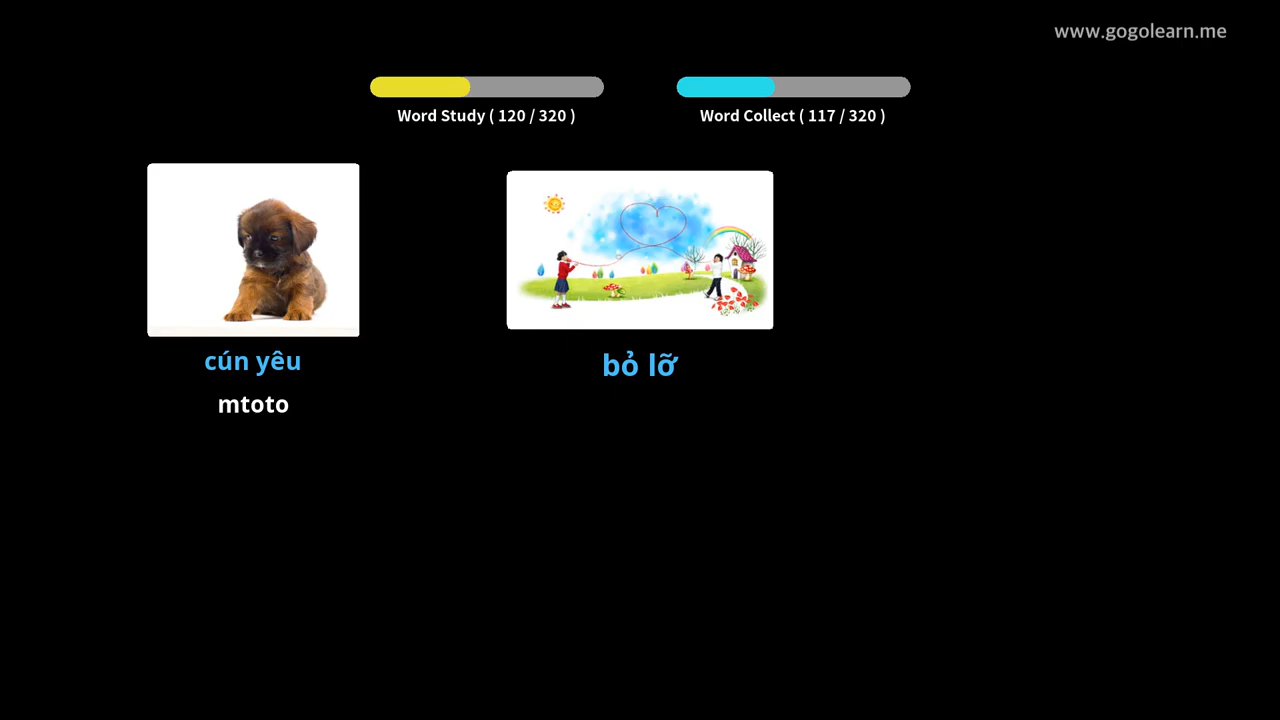 www.gogolearn.me
Word Study ( 120 / 320 )
Word Collect ( 117 / 320 )
cún yêu
mtoto
bỏ lỡ